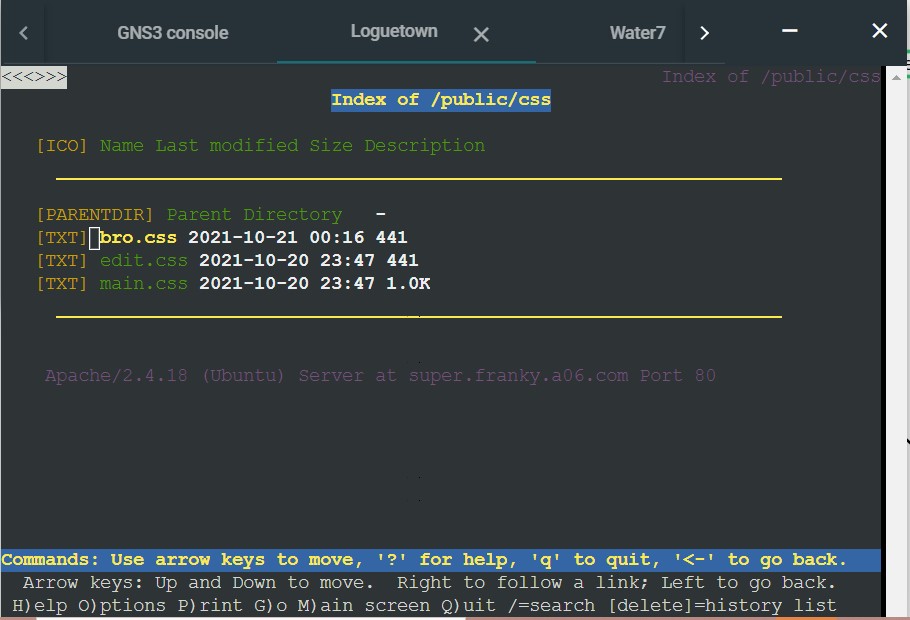 GNS3 console Loguetown Water7
<<<>>> Index of /public/css
Index of /public/css
[ICO] Name Last modified Size Description
[PARENTDIR] Parent Directory -
[TXT] bro.css 2021-10-21 00:16 441
[TXT] edit.css 2021-10-20 23:47 441
[TXT] main.css 2021-10-20 23:47 1.0K
Apache/2.4.18 (Ubuntu) Server at super.franky.a06.com Port 80
Commands: Use arrow keys to move, '?' for help, 'q' to quit, '<-' to go back.
Arrow keys: Up and Down to move. Right to follow a link; Left to go back.
H)elp O)ptions P)rint G)o M)ain screen Q)uit /=search [delete]=history list